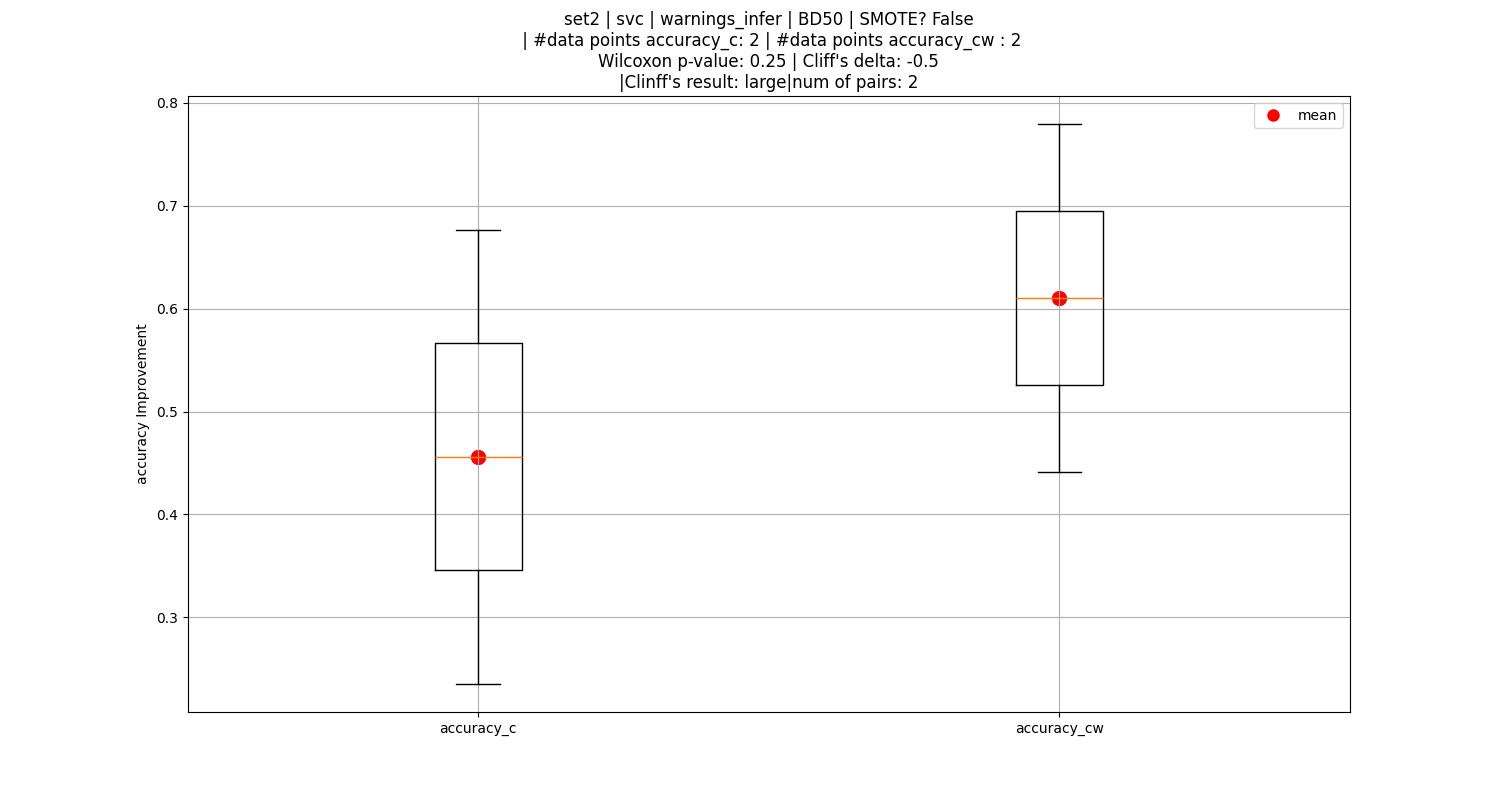 set2 | svc | warnings_infer | BD50 | SMOTE? False
| #data points accuracy_c: 2 | #data points accuracy_cw : 2
Wilcoxon p-value: 0.25 | Cliff's delta: -0.5
|Clinff's result: large|num of pairs: 2
mean
0.8
0.7
0.6
0.5
0.4
0.3
accuracy Improvement
accuracy_c
accuracy_cw